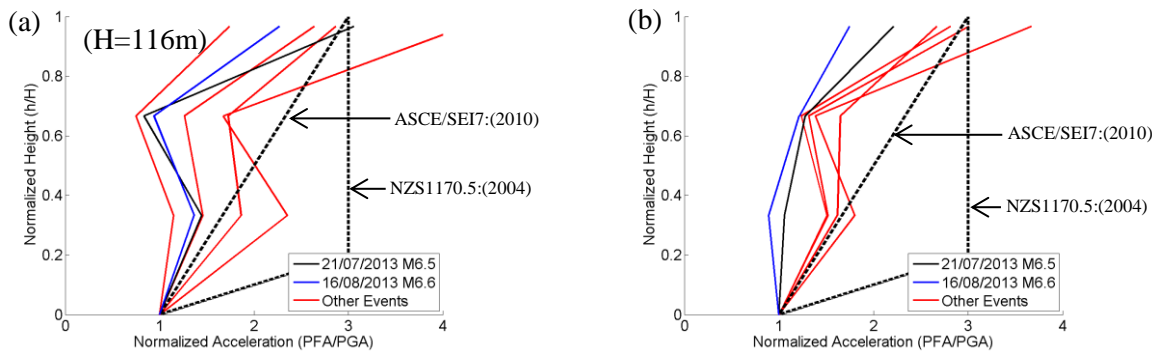 (a)
(H=116m)
Normalized Height (h/H)
1
0.8
0.6
0.4
0.2
0
ASCE/SEI7:(2010)
NZS1170.5:(2004)
21/07/2013 M6.5
16/08/2013 M6.6
Other Events
0 1 2 3 4
Normalized Acceleration (PFA/PGA)
(b)
Normalized Height (h/H)
1
0.8
0.6
0.4
0.2
0
ASCE/SEI7:(2010)
NZS1170.5:(2004)
21/07/2013 M6.5
16/08/2013 M6.6
Other Events
0 1 2 3 4
Normalized Acceleration (PFA/PGA)